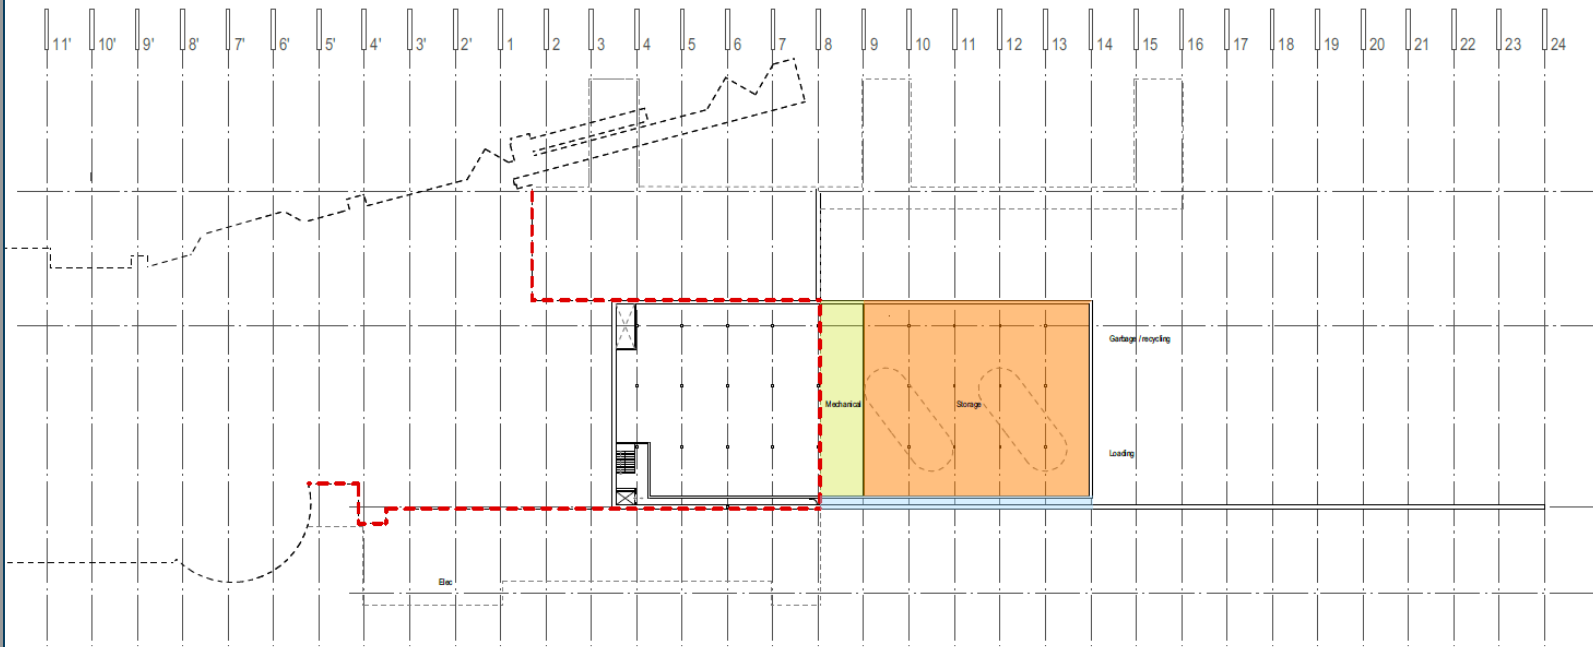 11' 10' 9' 8' 7' 6' 5' 4' 3' 2' 1 2 3 4 5 6 7 8 9 10 11 12 13 14 15 16 17 18 19 20 21 22 23 24
Garbage / recycling
Mechanical
Storage
Loading
Elec